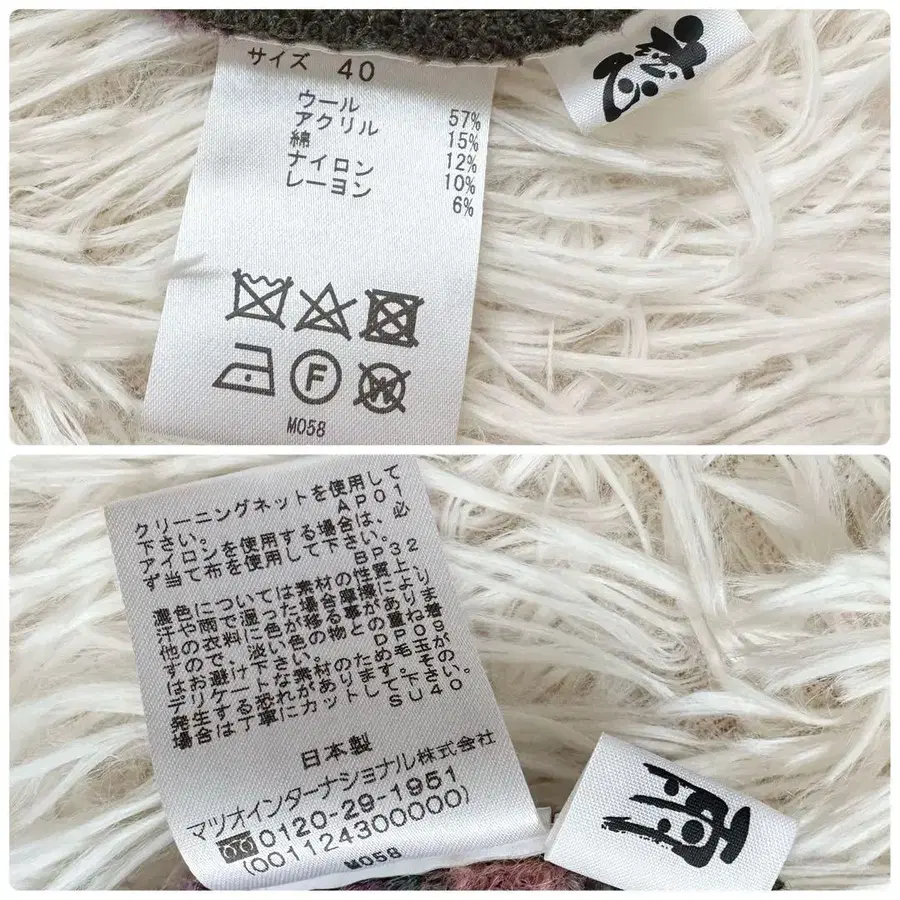 サイズ 40
ウール 57%
アクリル 15%
綿 12%
ナイロン 10%
レーヨン 6%
F W
M058
クリーニングネットを使用して
下さい。 AP01
アイロンを使用する場合は、必
ず当て布を使用して下さい。
BP32
濃色については素材の性質上、
汗や雨で湿った場合や摩擦により
他の衣料に色が移る事がありま
すので、淡い色の物との重ね着
はお避け下さい。 DP09
デリケートな素材のため毛玉が
発生する恐れがあります。その
場合は丁寧にカットして下さい。
SU40
日本製
マツオインターナショナル株式会社
0120-29-1951
(001124300000)
M058